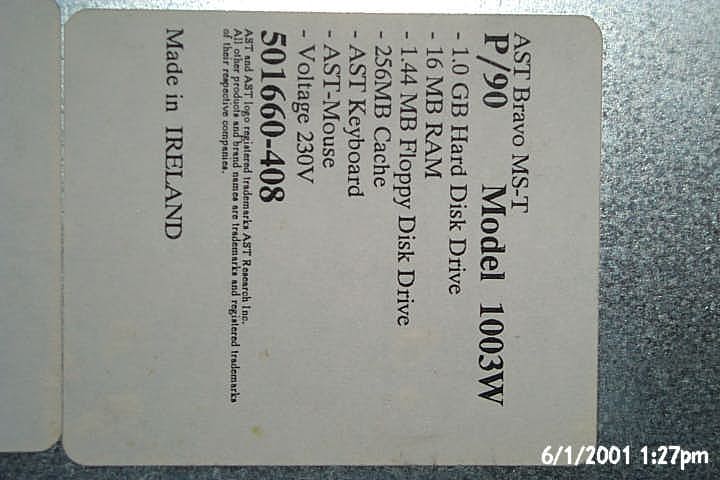 AST Bravo MS-T
P/90 Model 1003W
- 1.0 GB Hard Disk Drive
- 16 MB RAM
- 1.44 MB Floppy Disk Drive
- 256MB Cache
- AST Keyboard
- AST-Mouse
- Voltage 230V
501660-408
AST and AST logo registered trademarks AST Research Inc.
All other products and brand names are trademarks and registered trademarks
of their respective companies.
Made in IRELAND
6/1/2001 1:27pm